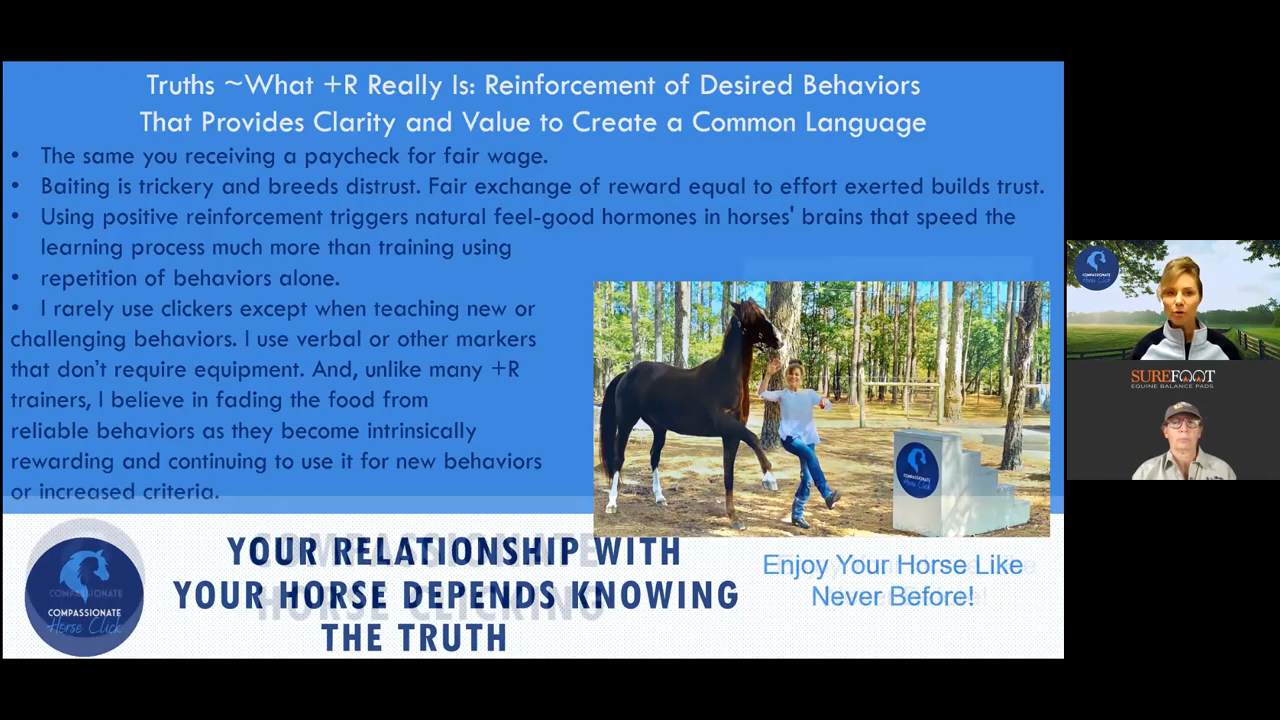 Truths ~What +R Really Is: Reinforcement of Desired Behaviors
That Provides Clarity and Value to Create a Common Language
• The same you receiving a paycheck for fair wage.
• Baiting is trickery and breeds distrust. Fair exchange of reward equal to effort exerted builds trust.
• Using positive reinforcement triggers natural feel-good hormones in horses' brains that speed the
learning process much more than training using
• repetition of behaviors alone.
• I rarely use clickers except when teaching new or
challenging behaviors. I use verbal or other markers
that don't require equipment. And, unlike many +R
trainers, I believe in fading the food from
reliable behaviors as they become intrinsically
rewarding and continuing to use it for new behaviors
or increased criteria.
COMPASSIONATE
Horse Click
YOUR RELATIONSHIP WITH
YOUR HORSE DEPENDS KNOWING
THE TRUTH
COMPASSIONATE
HORSE CLICKING
Enjoy Your Horse Like
Never Before!
COMPASSIONATE
COMPASSIONATE
Horse Click
COMPASSIONATE
Horse Click
SUREFOOT
EQUINE BALANCE PADS